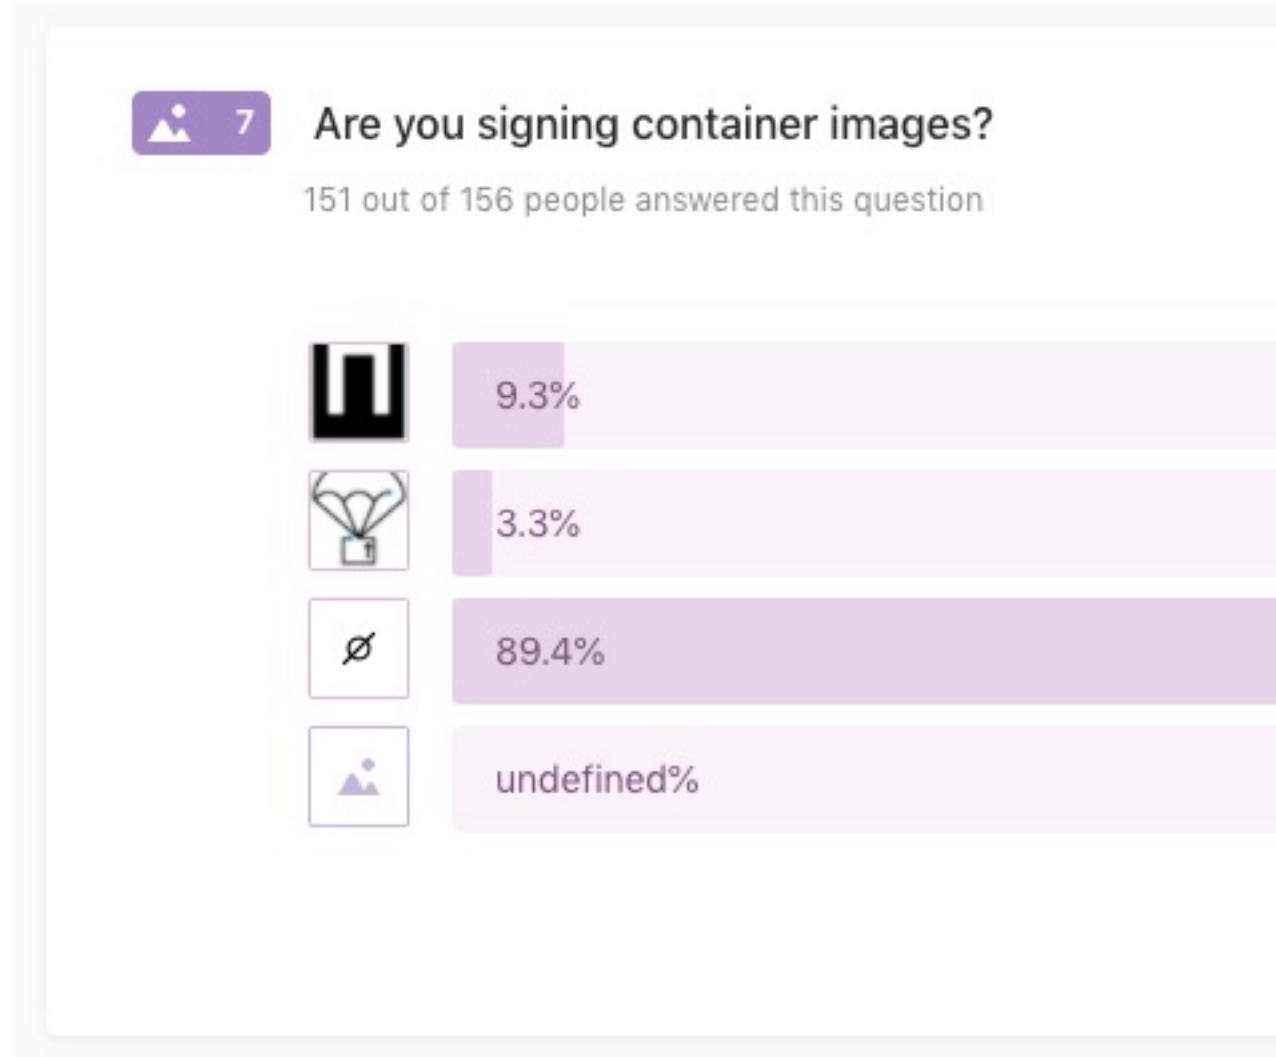 7 Are you signing container images?
151 out of 156 people answered this question
9.3%
3.3%
∅ 89.4%
undefined%